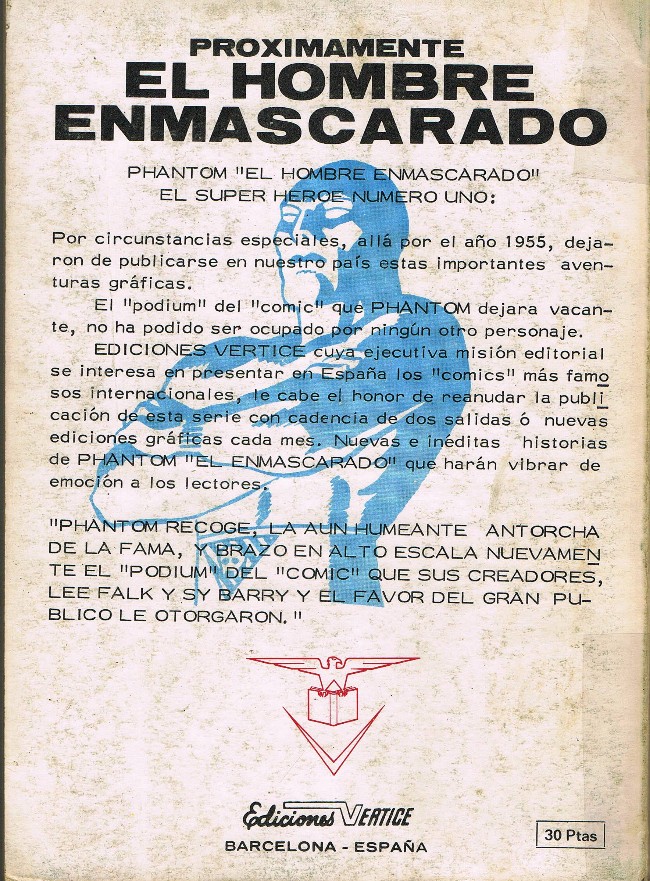 PROXIMAMENTE
EL HOMBRE
ENMASCARADO
PHANTOM "EL HOMBRE ENMASCARADO"
EL SUPER HEROE NUMERO UNO:
Por circunstancias especiales, allá por el año 1955, deja-
ron de publicarse en nuestro país estas importantes aven-
turas gráficas.
El "podium" del "comic" que PHANTOM dejara vacan-
te, no ha podido ser ocupado por ningún otro personaje.
EDICIONES VERTICE cuya ejecutiva misión editorial
se interesa en presentar en España los "comics" más famo
sos internacionales, le cabe el honor de reanudar la publi
cación de esta serie con cadencia de dos salidas ó nuevas
ediciones gráficas cada mes. Nuevas e inéditas historias
de PHANTOM "EL ENMASCARADO" que harán vibrar de
emoción a los lectores.
"PHANTOM RECOGE, LA AUN HUMEANTE ANTORCHA
DE LA FAMA, Y BRAZO EN ALTO ESCALA NUEVAMEN
TE EL "PODIUM" DEL "COMIC" QUE SUS CREADORES,
LEE FALK Y SY BARRY Y EL FAVOR DEL GRAN PU-
BLICO LE OTORGARON."
Ediciones VERTICE
BARCELONA - ESPAÑA
30 Ptas